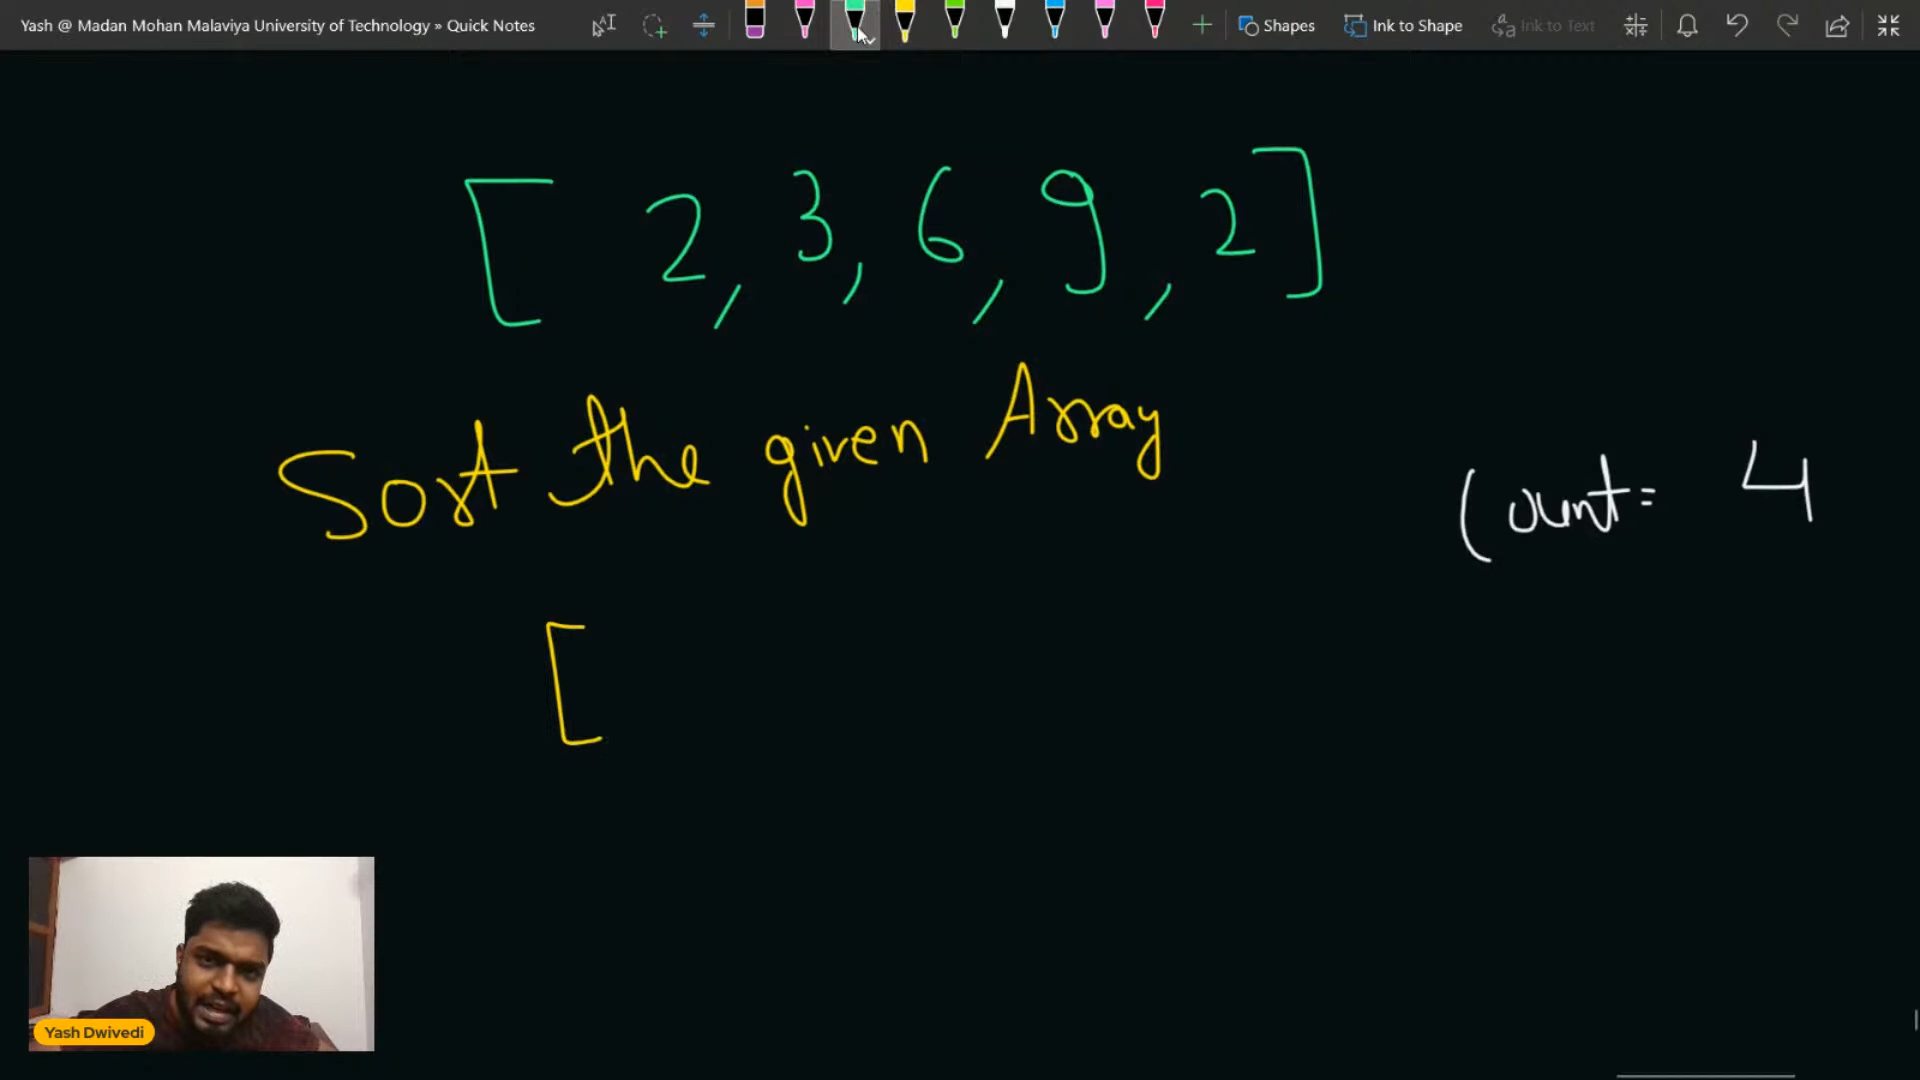 Yash @ Madan Mohan Malaviya University of Technology » Quick Notes
Shapes
Ink to Shape
Ink to Text
[ 2, 3, 6, 9, 2 ]
Sort the given Array
Count= 4
[
Yash Dwivedi